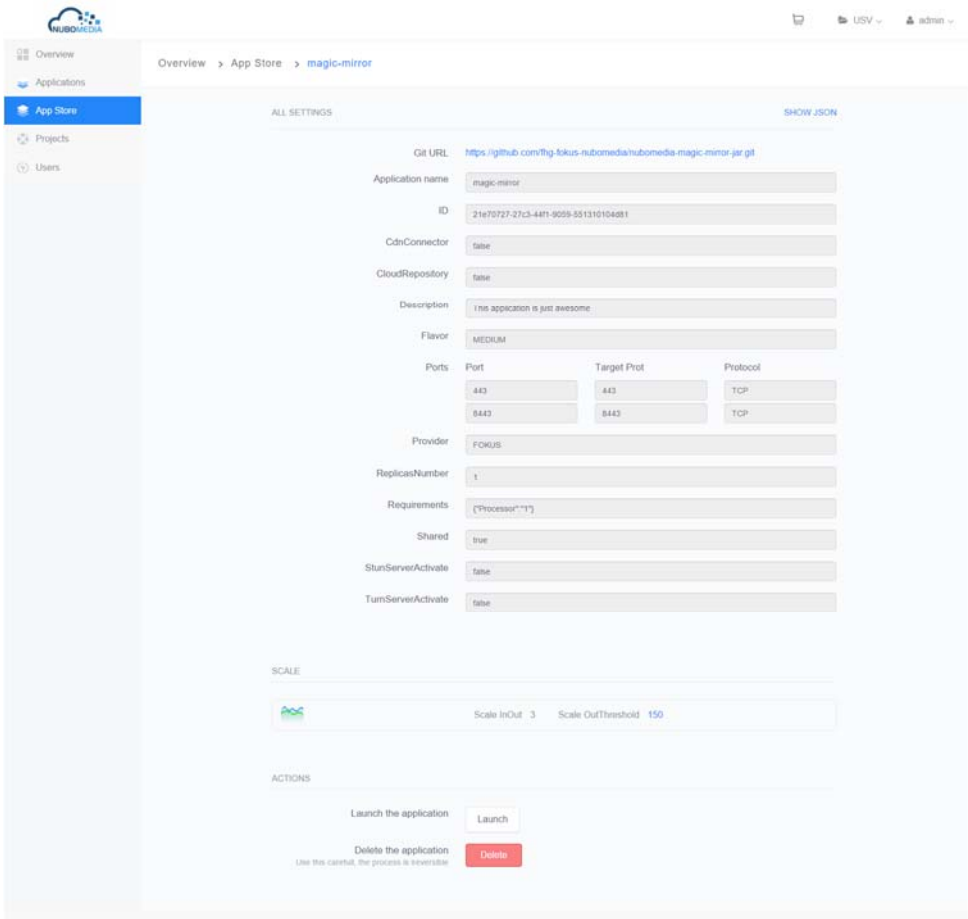 NUBOMEDIA
USV
admin
Overview
Applications
App Store
Projects
Users
Overview > App Store > magic-mirror
ALL SETTINGS SHOW JSON
Git URL https://github.com/fhg-fokus-nubomedia/nubomedia-magic-mirror-jar.git
Application name magic-mirror
ID 21e70727-27c3-44f1-9059-551310104d81
CdnConnector false
CloudRepository false
Description This application is just awesome
Flavor MEDIUM
Ports Port Target Prot Protocol
443 443 TCP
8443 8443 TCP
Provider FOKUS
ReplicasNumber 1
Requirements {"Processor":"1"}
Shared true
StunServerActivate false
TurnServerActivate false
SCALE
Scale InOut 3 Scale OutThreshold 150
ACTIONS
Launch the application Launch
Delete the application Delete
Use this carefull, the process is irreversible